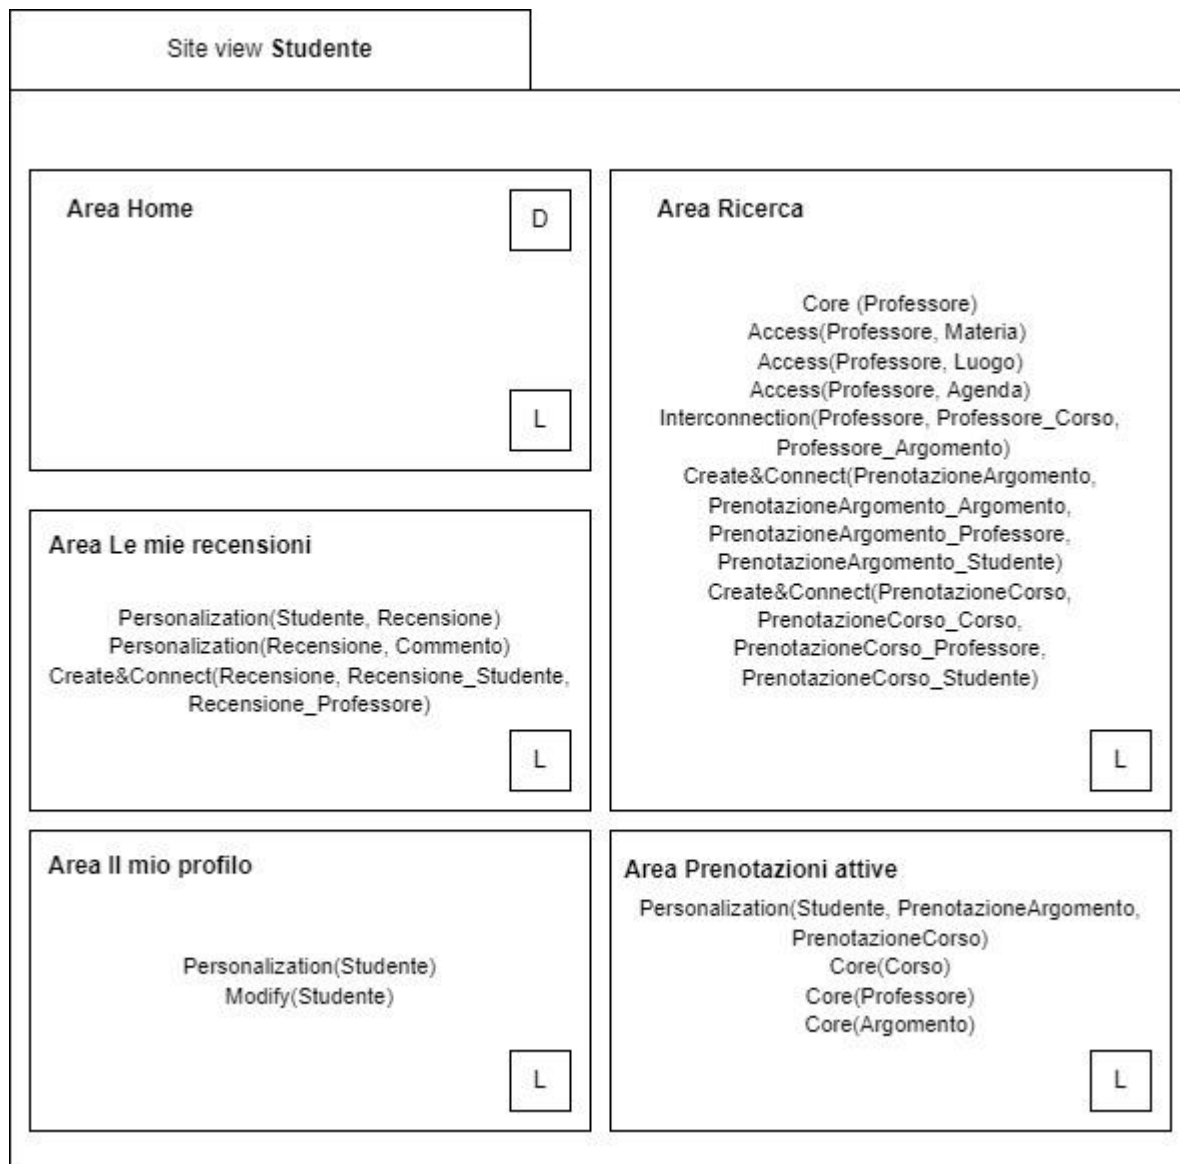 Site view Studente
Area Home
D
L
Area Le mie recensioni
Personalization(Studente, Recensione)
Personalization(Recensione, Commento)
Create&Connect(Recensione, Recensione_Studente,
Recensione_Professore)
L
Area Il mio profilo
Personalization(Studente)
Modify(Studente)
L
Area Ricerca
Core (Professore)
Access(Professore, Materia)
Access(Professore, Luogo)
Access(Professore, Agenda)
Interconnection(Professore, Professore_Corso,
Professore_Argomento)
Create&Connect(PrenotazioneArgomento,
PrenotazioneArgomento_Argomento,
PrenotazioneArgomento_Professore,
PrenotazioneArgomento_Studente)
Create&Connect(PrenotazioneCorso,
PrenotazioneCorso_Corso,
PrenotazioneCorso_Professore,
PrenotazioneCorso_Studente)
L
Area Prenotazioni attive
Personalization(Studente, PrenotazioneArgomento,
PrenotazioneCorso)
Core(Corso)
Core(Professore)
Core(Argomento)
L